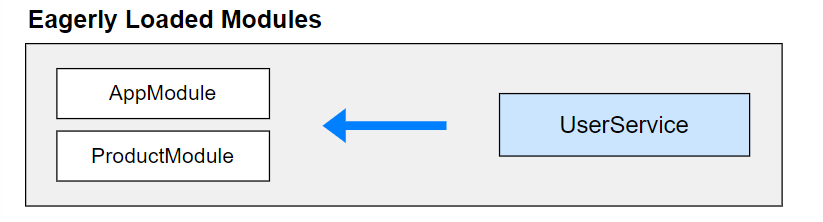 Eagerly Loaded Modules
AppModule
UserService
ProductModule